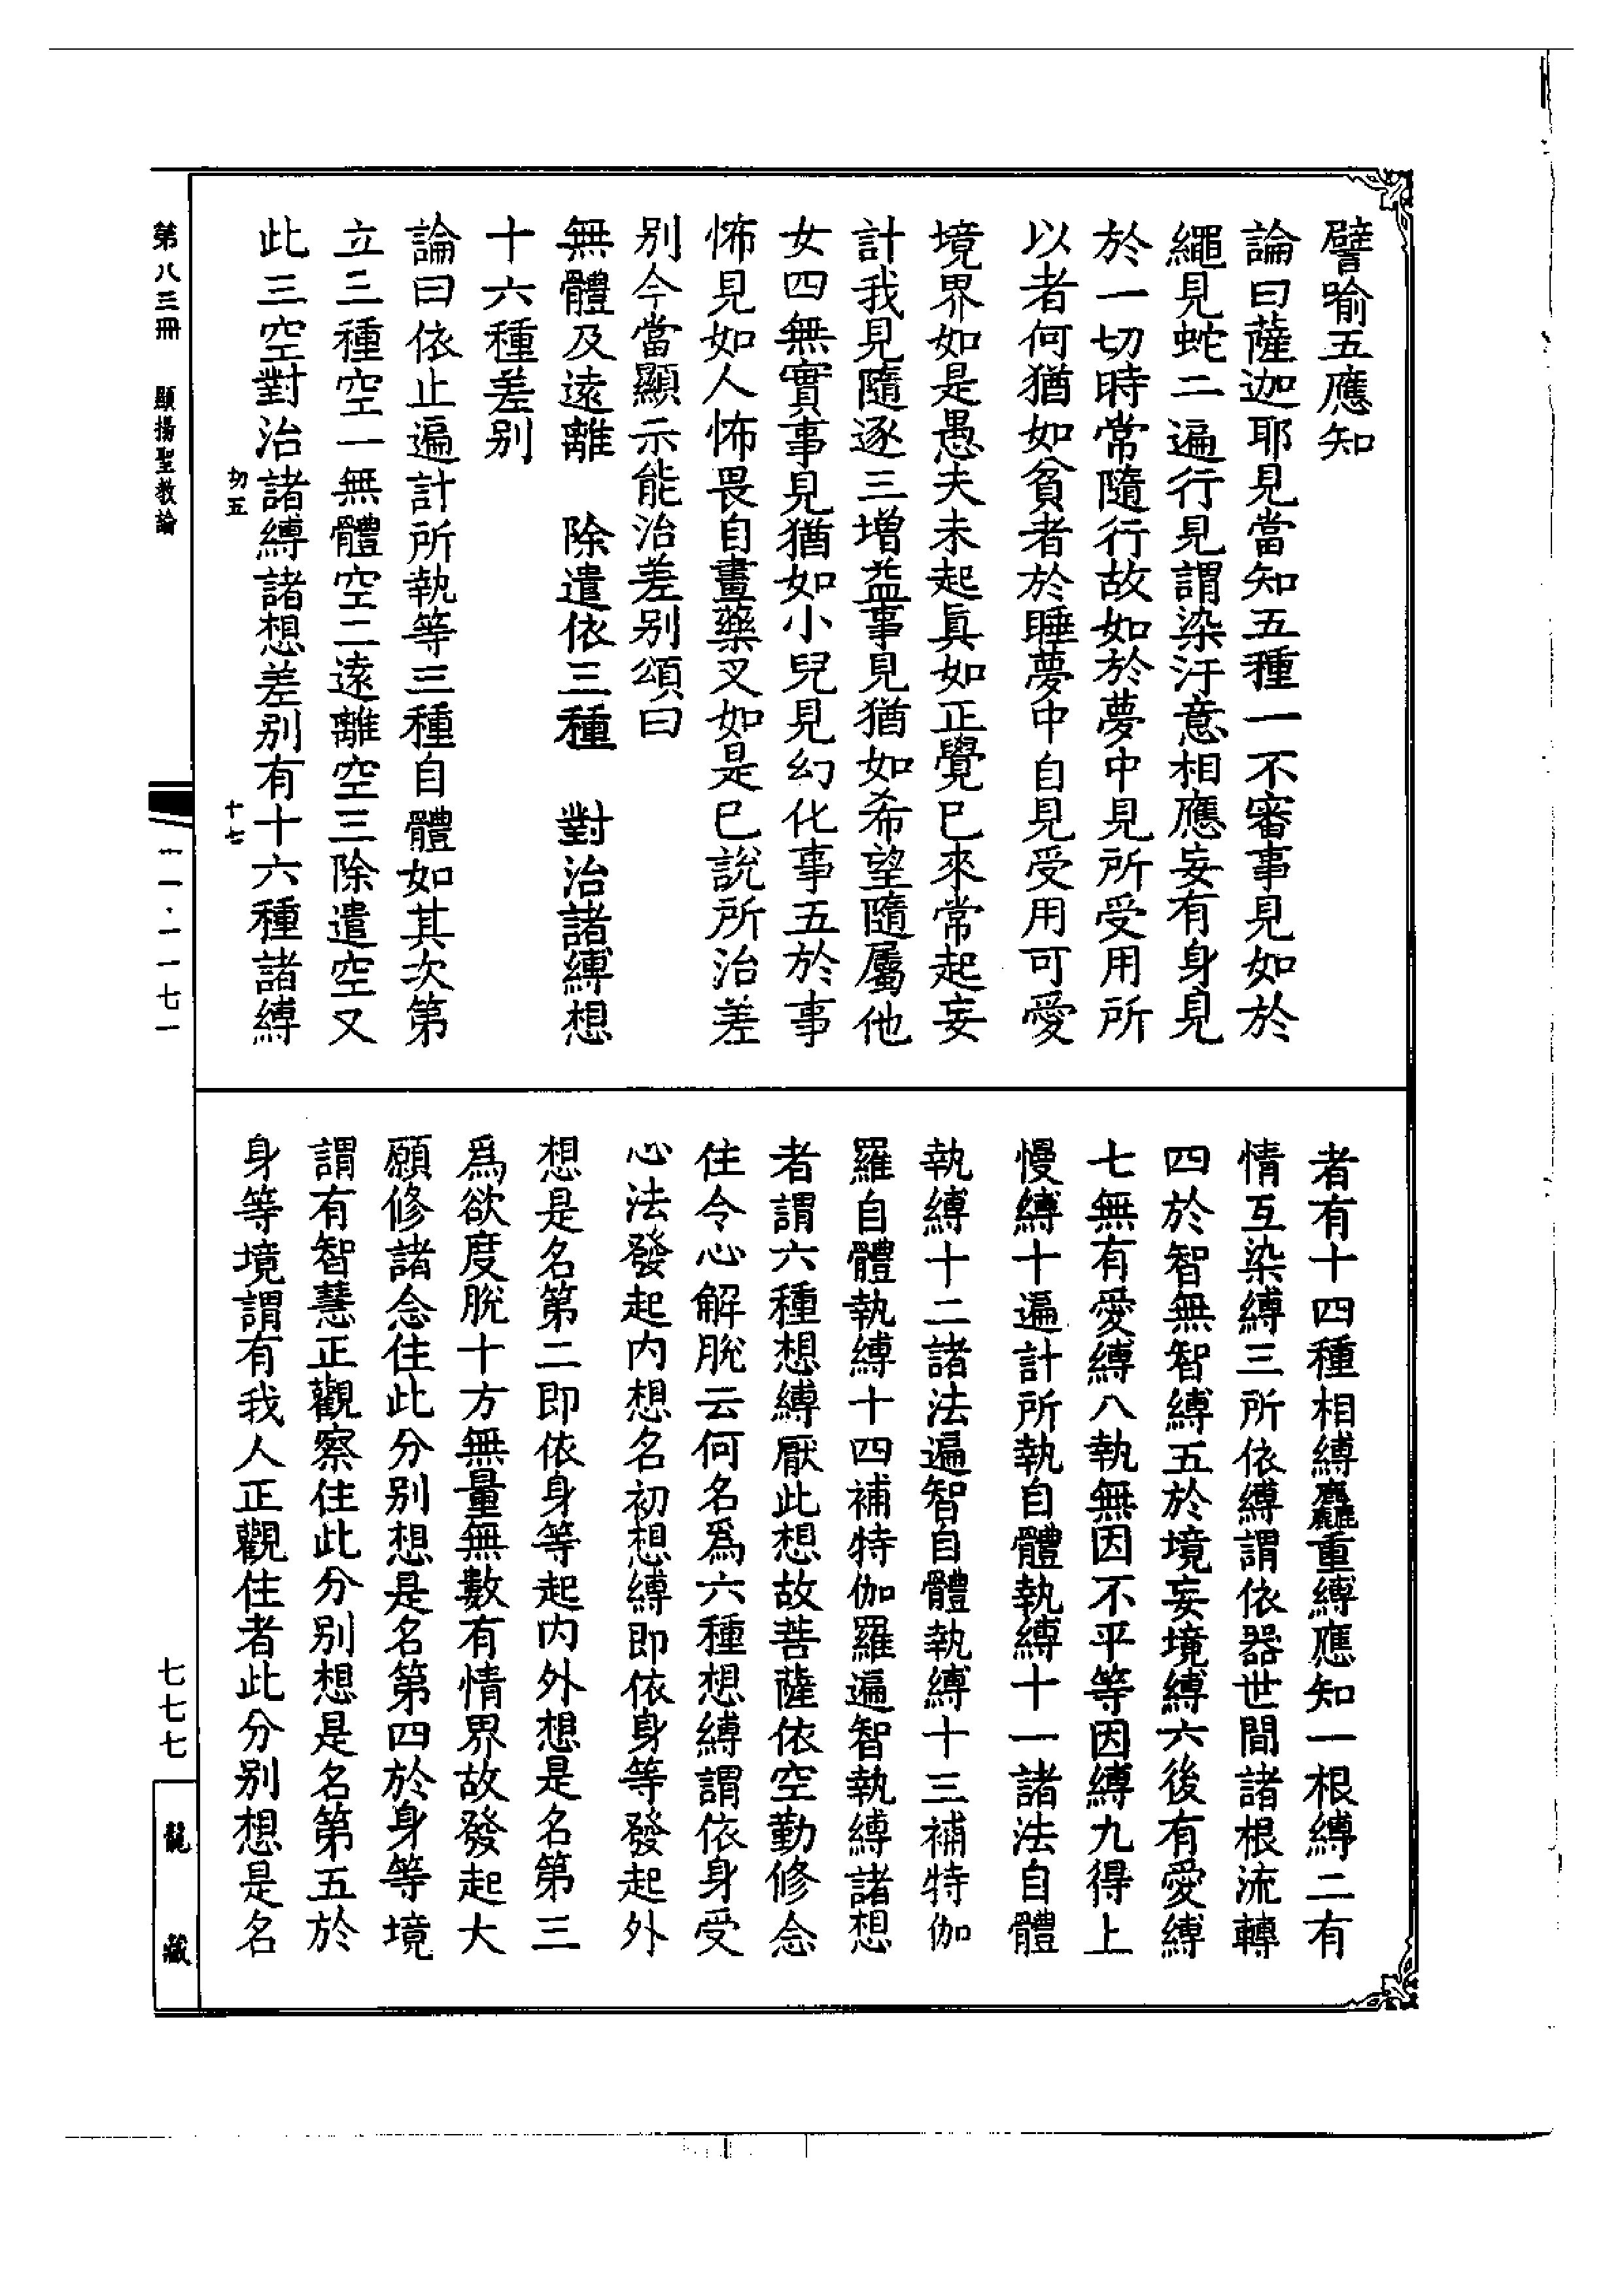 譬喻五應知
論曰薩迦耶見當知五種一不審事見如於
繩見蛇二遍行見謂染汙意相應妄有身見
於一切時常隨行故如於夢中見所受用所
以者何猶如貧者於睡夢中自見受用可愛
境界如是愚夫未起眞如正覺已來常起妄
計我見隨逐三增益事見猶如希望隨屬他
女四無實事見猶如小兒見幻化事五於事
怖見如人怖畏自畫藥叉如是已說所治差
别今當顯示能治差别頌曰
無體及遠離　除遣依三種　對治諸縛想
十六種差别
論曰依止遍計所執等三種自體如其次第
立三種空一無體空二遠離空三除遣空又
此三空對治諸縛諸想差别有十六種諸縛
者有十四種相縛麤重縛應知一根縛二有
情互染縛三所依縛謂依器世間諸根流轉
四於智無智縛五於境妄境縛六後有愛縛
七無有愛縛八執無因不平等因縛九得上
慢縛十遍計所執自體執縛十一諸法自體
執縛十二諸法遍智自體執縛十三補特伽
羅自體執縛十四補特伽羅遍智執縛諸想
者謂六種想縛厭此想故菩薩依空勤修念
住令心解脫云何名爲六種想縛謂依身受
心法發起内想名初想縛即依身等發起外
想是名第二即依身等起内外想是名第三
爲欲度脫十方無量無數有情界故發起大
願修諸念住此分别想是名第四於身等境
謂有智慧正觀察住此分别想是名第五於
身等境謂有我人正觀住者此分别想是名
第八三冊　顯揚聖教論
一一·一一七一
七七七
龍藏
十七